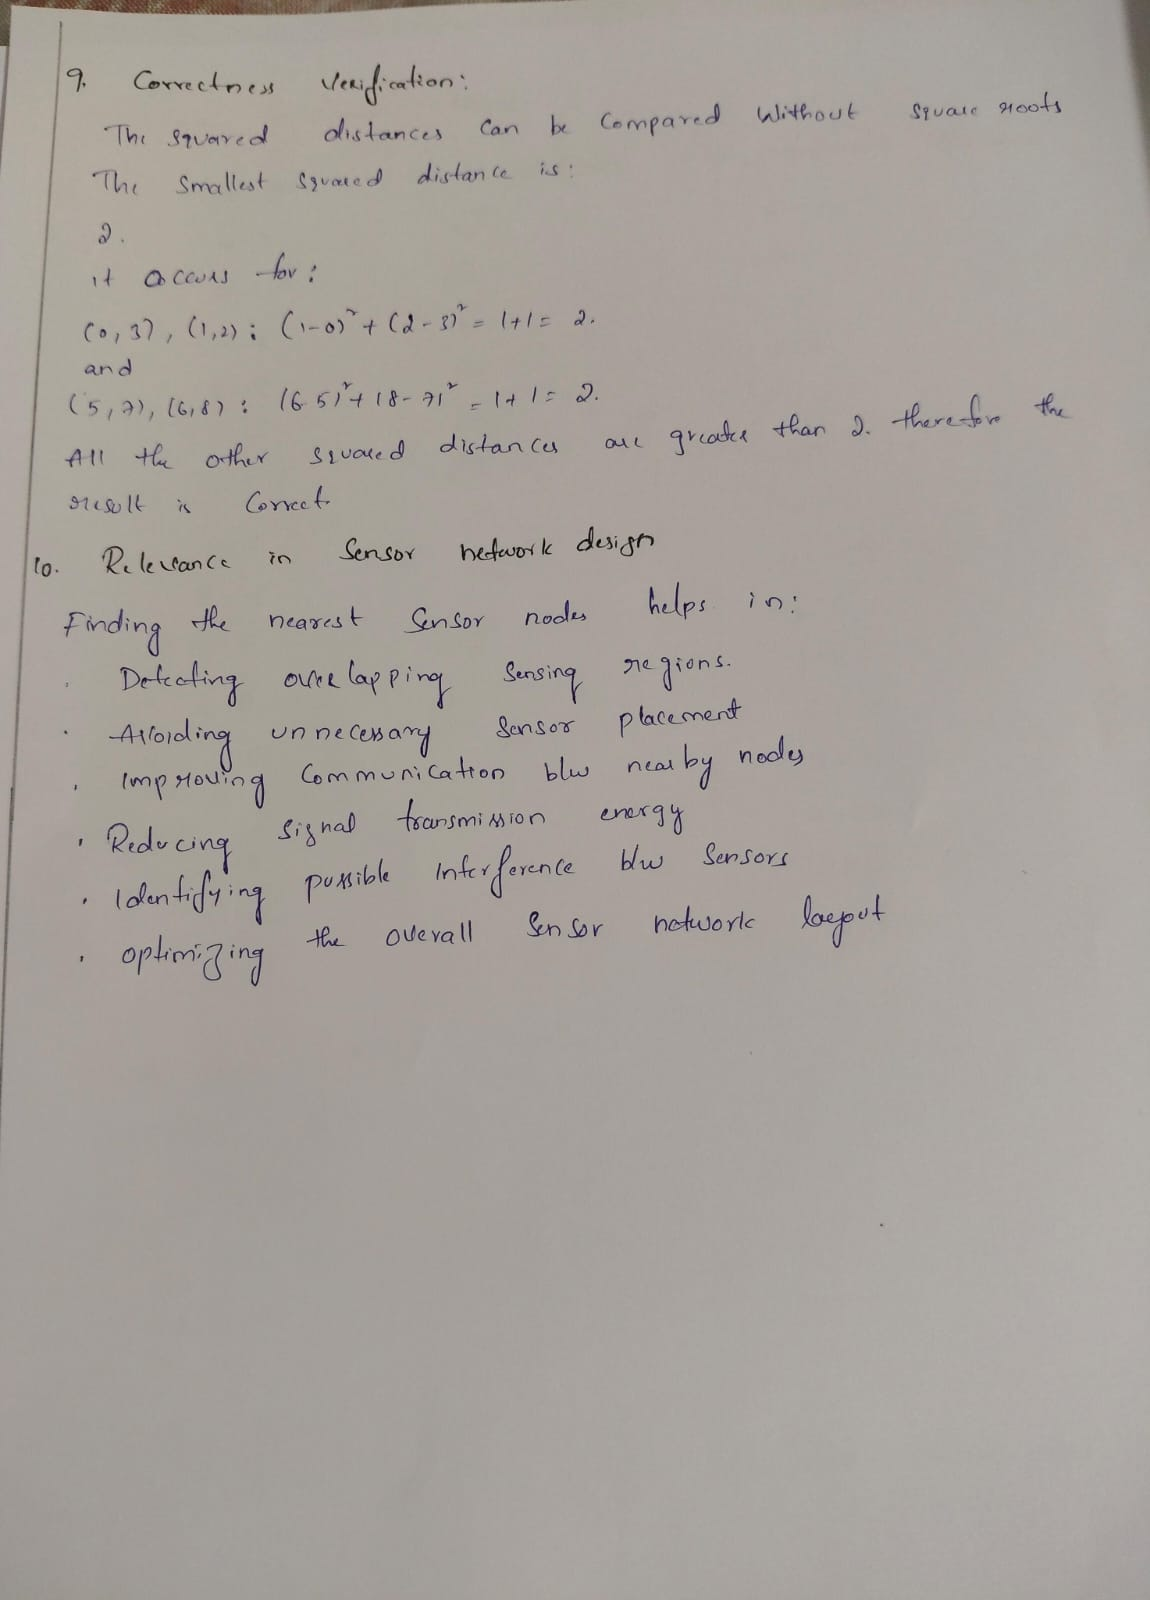 9. Correctness Verification:
The squared distances can be compared without square roots
The smallest squared distance is:
2.
it occurs for:
(0,3), (1,2): (1-0)² + (2-3)² = 1+1= 2.
and
(5,7), (6,8): (6-5)² + (8-7)² = 1+1= 2.
All the other squared distances are greater than 2. therefore the
result is correct.
10. Relevance in Sensor network design
Finding the nearest sensor nodes helps in:
· Detecting overlapping sensing regions.
· Avoiding unnecessary sensor placement
· Improving communication b/w near by nodes
· Reducing signal transmission energy
· Identifying possible interference b/w sensors
· optimizing the overall sensor network layout